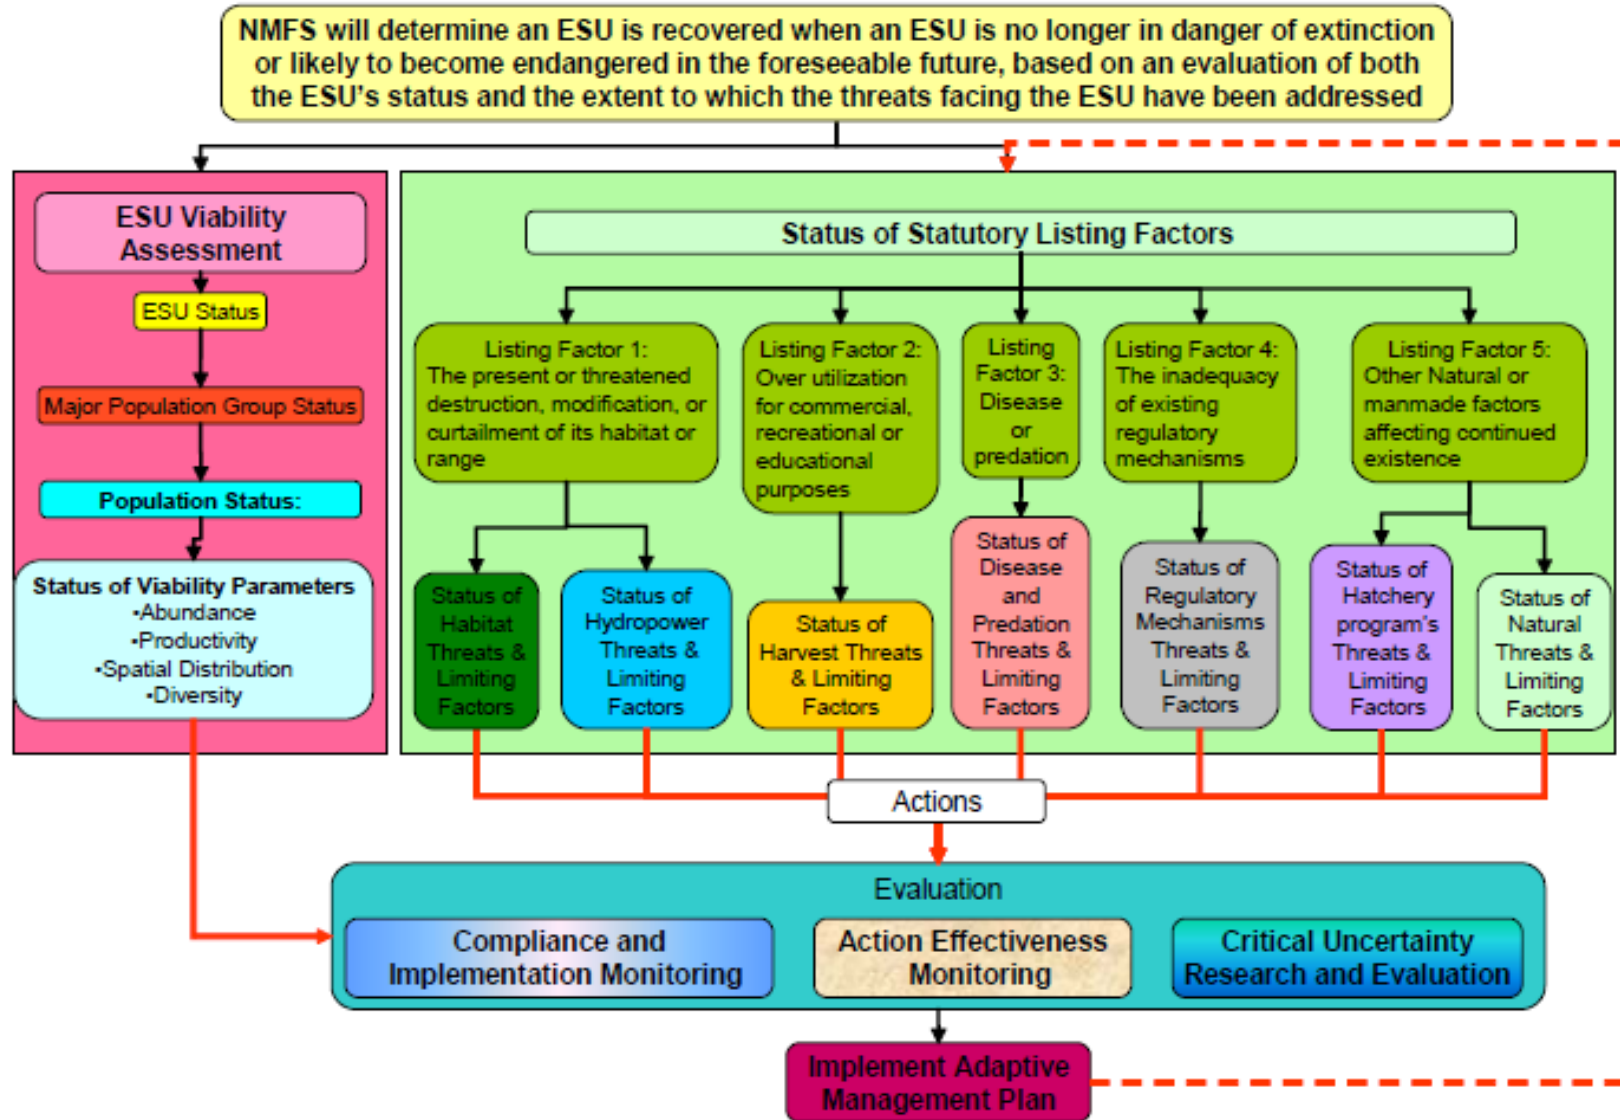 NMFS will determine an ESU is recovered when an ESU is no longer in danger of extinction
or likely to become endangered in the foreseeable future, based on an evaluation of both
the ESU's status and the extent to which the threats facing the ESU have been addressed
ESU Viability
Assessment
ESU Status
Major Population Group Status
Population Status:
Status of Viability Parameters
•Abundance
•Productivity
•Spatial Distribution
•Diversity
Status of Statutory Listing Factors
Listing Factor 1:
The present or threatened
destruction, modification, or
curtailment of its habitat or
range
Listing Factor 2:
Over utilization
for commercial,
recreational or
educational
purposes
Listing
Factor 3:
Disease
or
predation
Listing Factor 4:
The inadequacy
of existing
regulatory
mechanisms
Listing Factor 5:
Other Natural or
manmade factors
affecting continued
existence
Status of
Habitat
Threats &
Limiting
Factors
Status of
Hydropower
Threats &
Limiting
Factors
Status of
Harvest Threats
& Limiting
Factors
Status of
Disease
and
Predation
Threats &
Limiting
Factors
Status of
Regulatory
Mechanisms
Threats &
Limiting
Factors
Status of
Hatchery
program's
Threats &
Limiting
Factors
Status of
Natural
Threats &
Limiting
Factors
Actions
Evaluation
Compliance and
Implementation Monitoring
Action Effectiveness
Monitoring
Critical Uncertainty
Research and Evaluation
Implement Adaptive
Management Plan